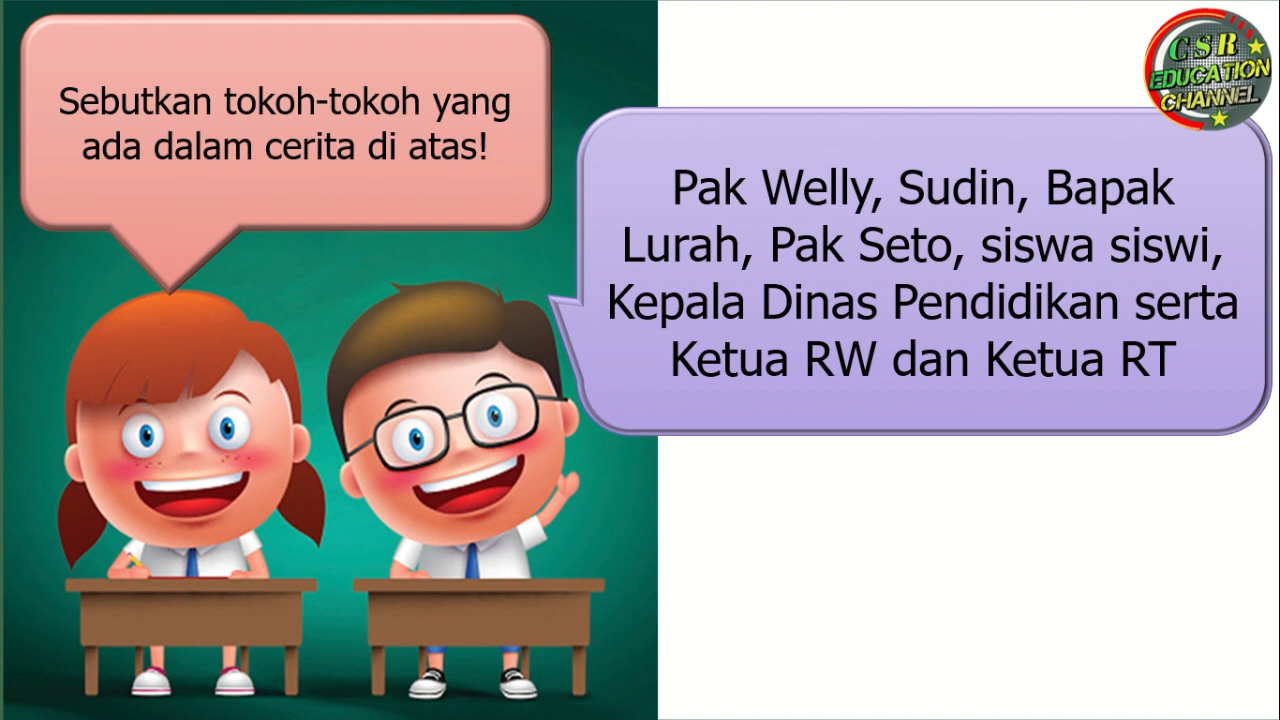 Sebutkan tokoh-tokoh yang
ada dalam cerita di atas!
CSR
EDUCATION
CHANNEL
Pak Welly, Sudin, Bapak
Lurah, Pak Seto, siswa siswi,
Kepala Dinas Pendidikan serta
Ketua RW dan Ketua RT